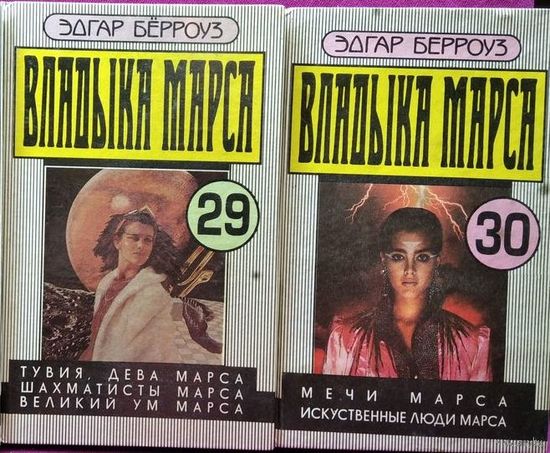 ЭДГАР БЁРРОУЗ
ВЛАДЫКА МАРСА
29
ТУВИЯ, ДЕВА МАРСА
ШАХМАТИСТЫ МАРСА
ВЕЛИКИЙ УМ МАРСА
ЭДГАР БЕРРОУЗ
ВЛАДЫКА МАРСА
30
МЕЧИ МАРСА
ИСКУСТВЕННЫЕ ЛЮДИ МАРСА